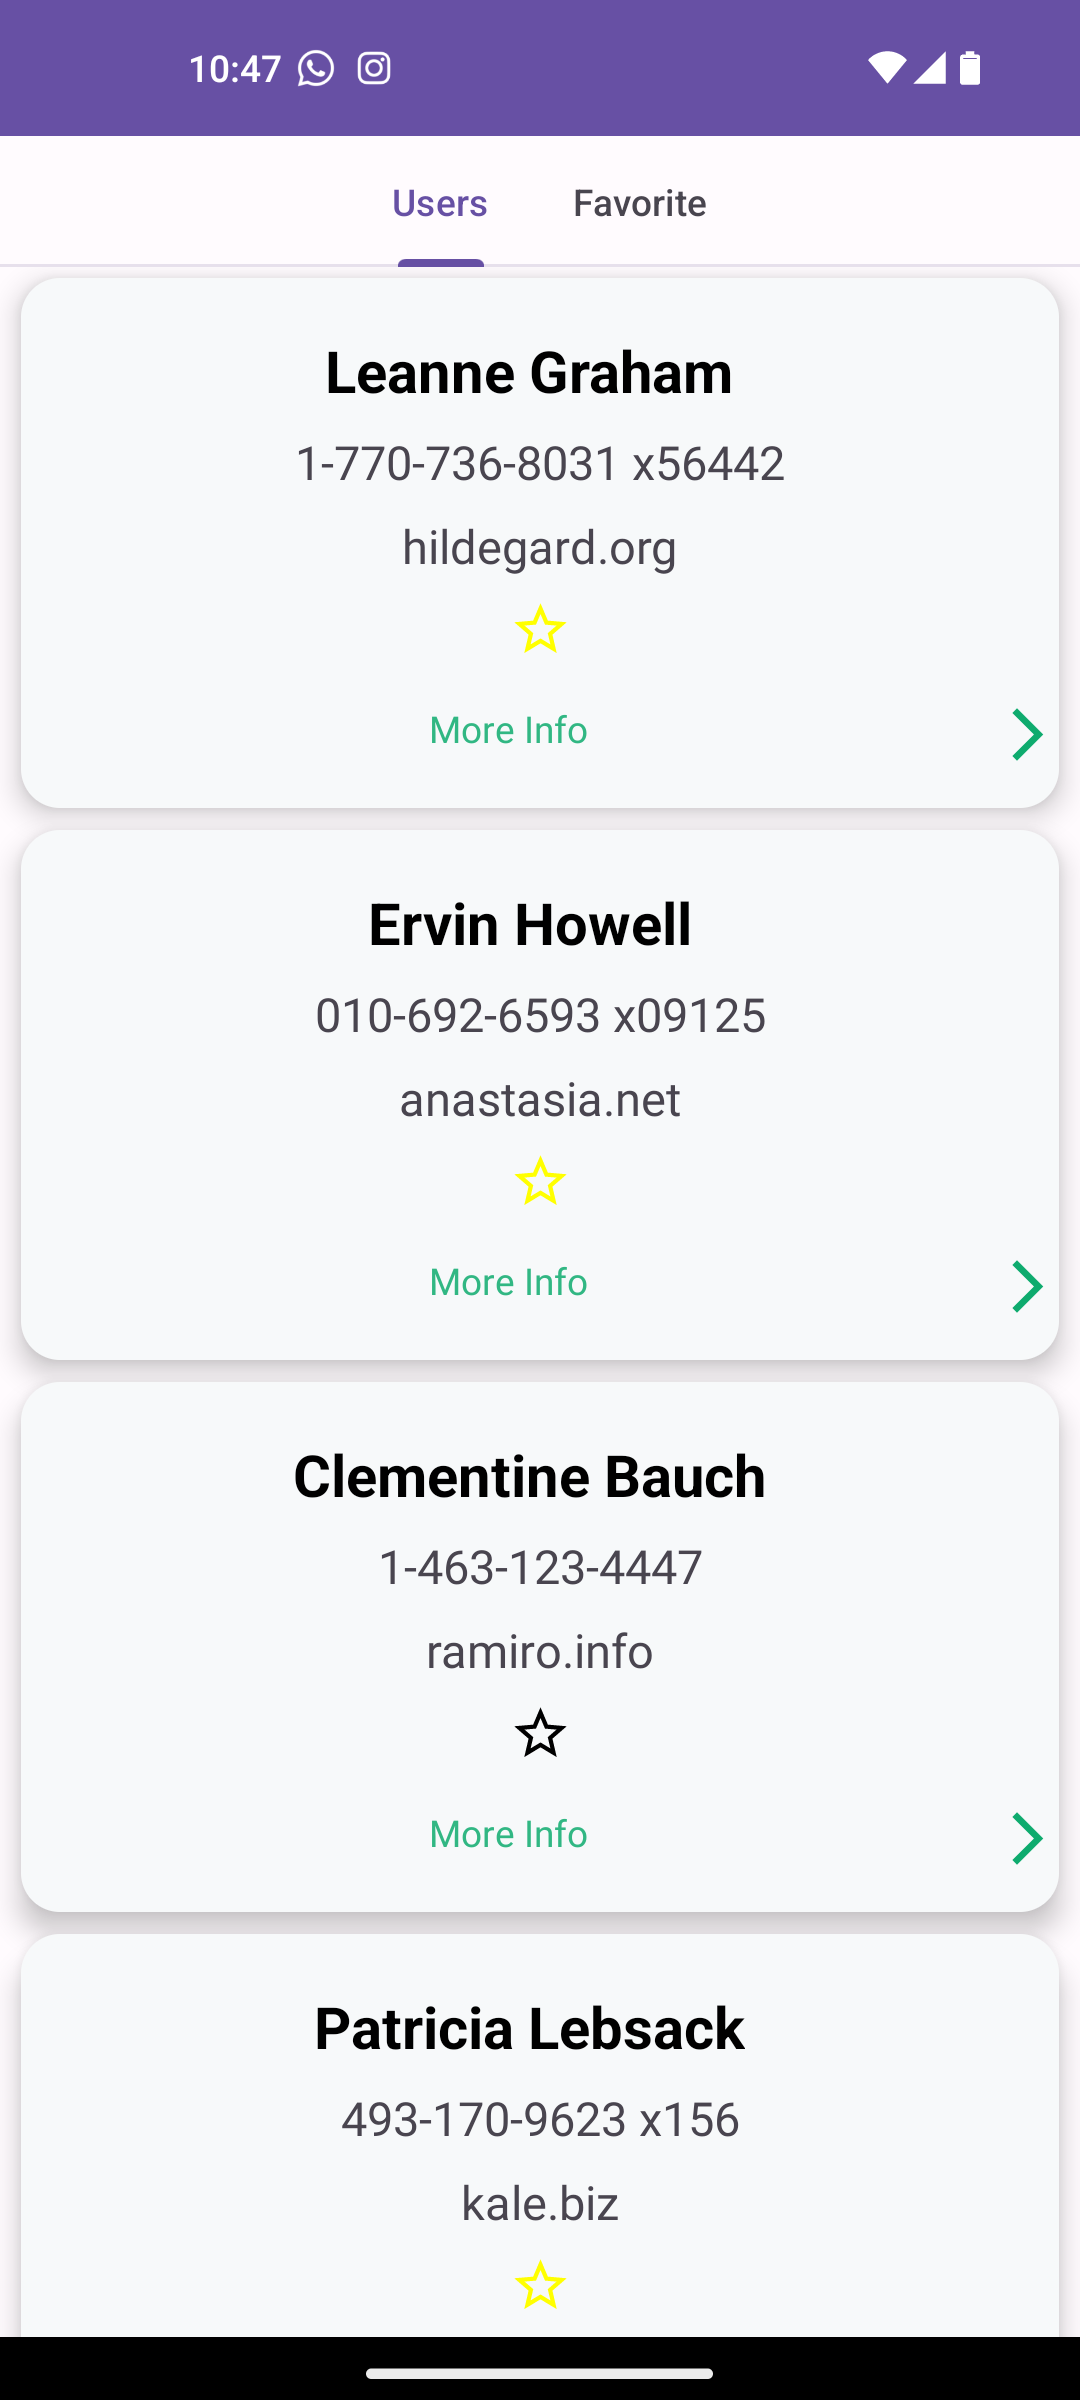 10:47
Users Favorite
Leanne Graham
1-770-736-8031 x56442
hildegard.org
More Info
Ervin Howell
010-692-6593 x09125
anastasia.net
More Info
Clementine Bauch
1-463-123-4447
ramiro.info
More Info
Patricia Lebsack
493-170-9623 x156
kale.biz